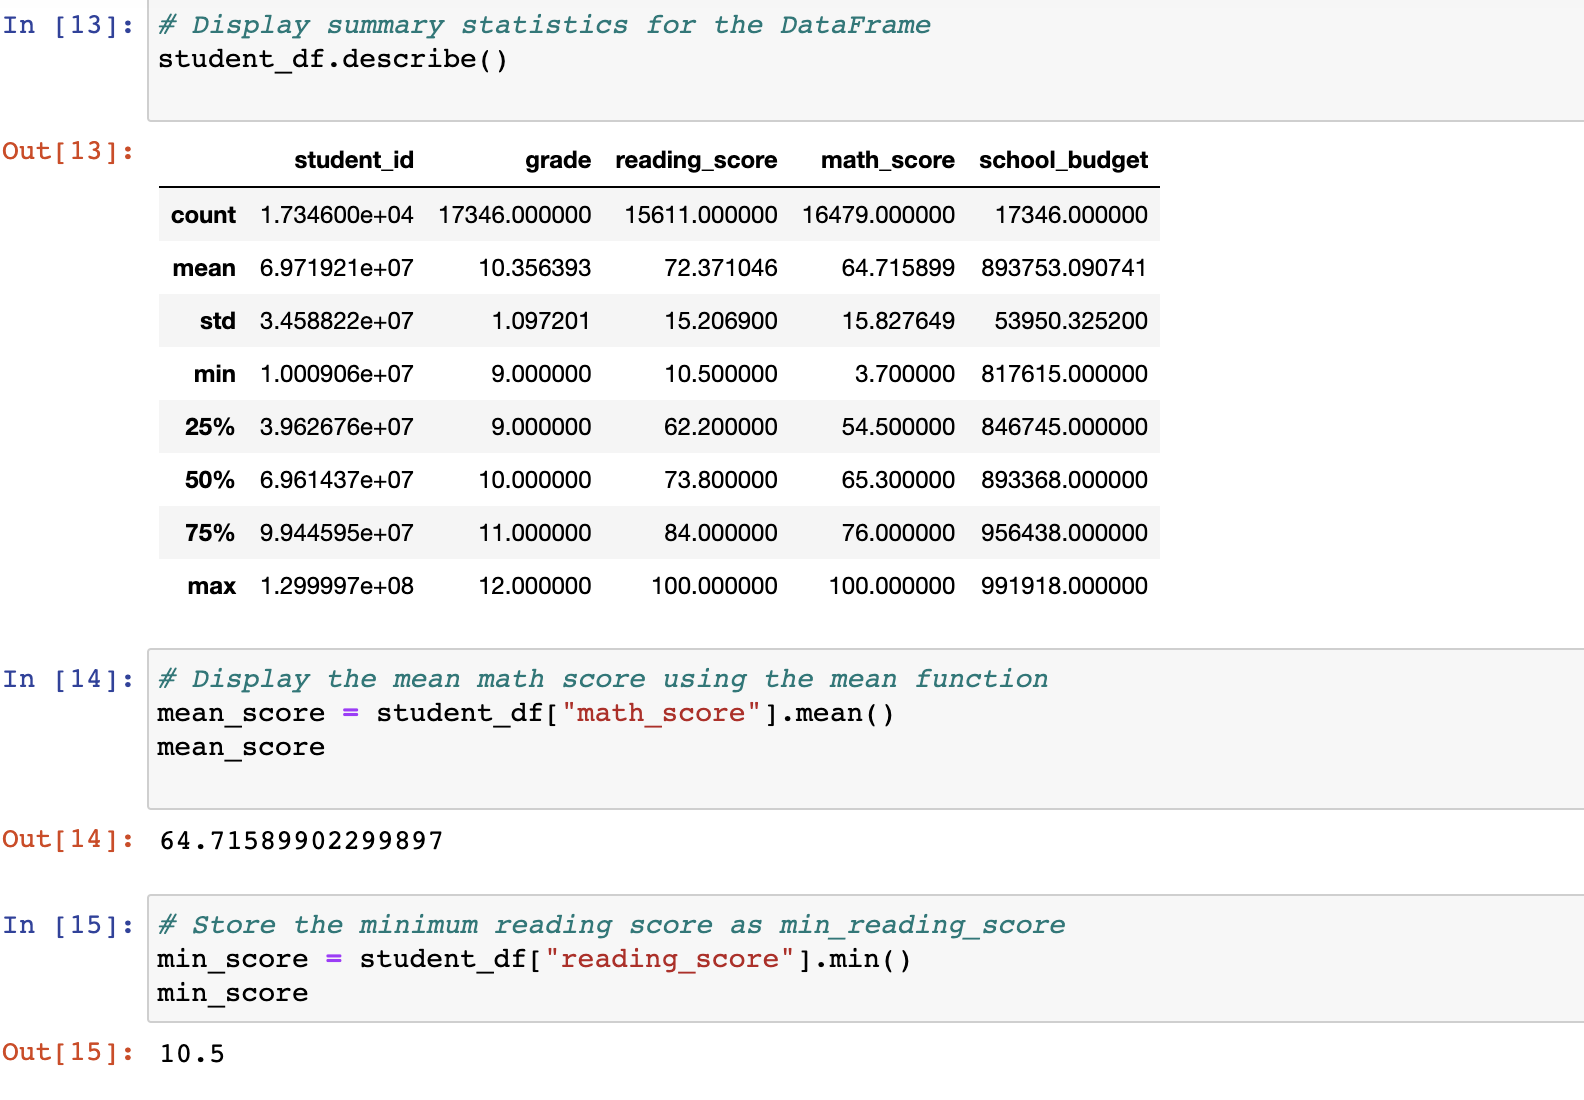 In [13]: # Display summary statistics for the DataFrame
student_df.describe()
Out[13]:
student_id grade reading_score math_score school_budget
count 1.734600e+04 17346.000000 15611.000000 16479.000000 17346.000000
mean 6.971921e+07 10.356393 72.371046 64.715899 893753.090741
std 3.458822e+07 1.097201 15.206900 15.827649 53950.325200
min 1.000906e+07 9.000000 10.500000 3.700000 817615.000000
25% 3.962676e+07 9.000000 62.200000 54.500000 846745.000000
50% 6.961437e+07 10.000000 73.800000 65.300000 893368.000000
75% 9.944595e+07 11.000000 84.000000 76.000000 956438.000000
max 1.299997e+08 12.000000 100.000000 100.000000 991918.000000
In [14]: # Display the mean math score using the mean function
mean_score = student_df["math_score"].mean()
mean_score
Out[14]: 64.71589902299897
In [15]: # Store the minimum reading score as min_reading_score
min_score = student_df["reading_score"].min()
min_score
Out[15]: 10.5